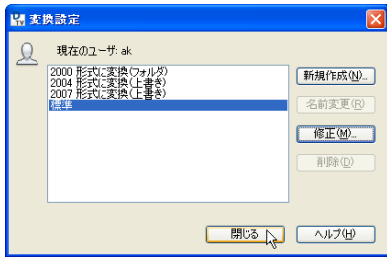 変換設定
現在のユーザ: ak
2000 形式に変換(フォルダ)
2004 形式に変換(上書き)
2007 形式に変換(上書き)
標準
新規作成(N)...
名前変更(R)
修正(M)...
削除(D)
閉じる
ヘルプ(H)